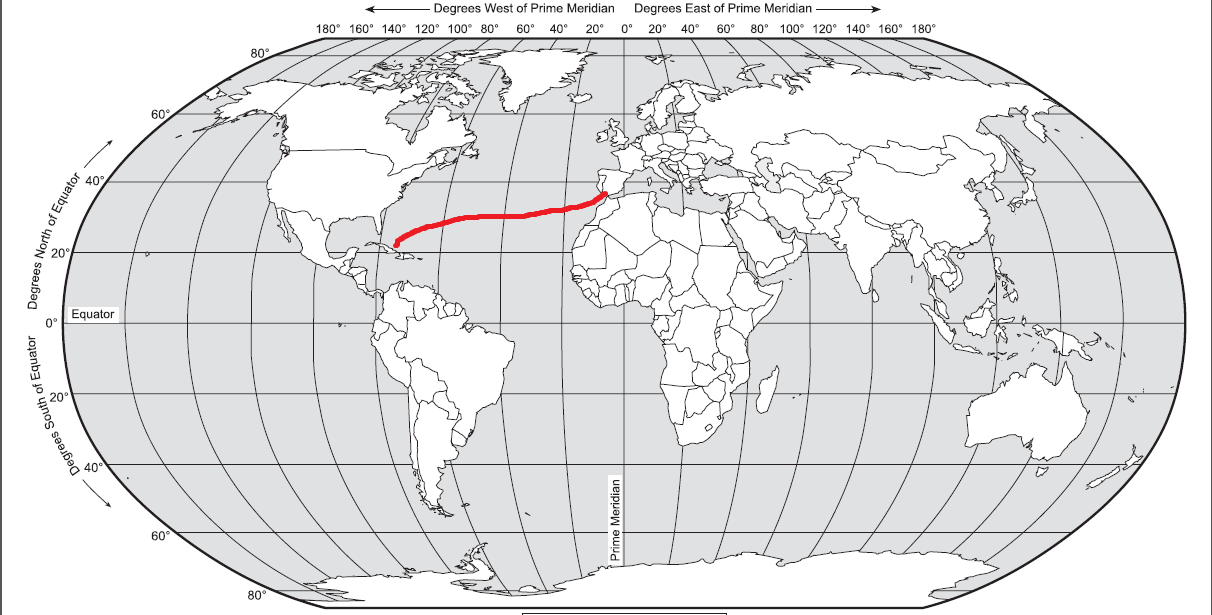 Degrees West of Prime Meridian Degrees East of Prime Meridian
180° 160° 140° 120° 100° 80° 60° 40° 20° 0° 20° 40° 60° 80° 100° 120° 140° 160° 180°
80°
60°
40°
Degrees North of Equator
20°
Equator
0°
Degrees South of Equator
20°
40°
60°
80°
Prime Meridian